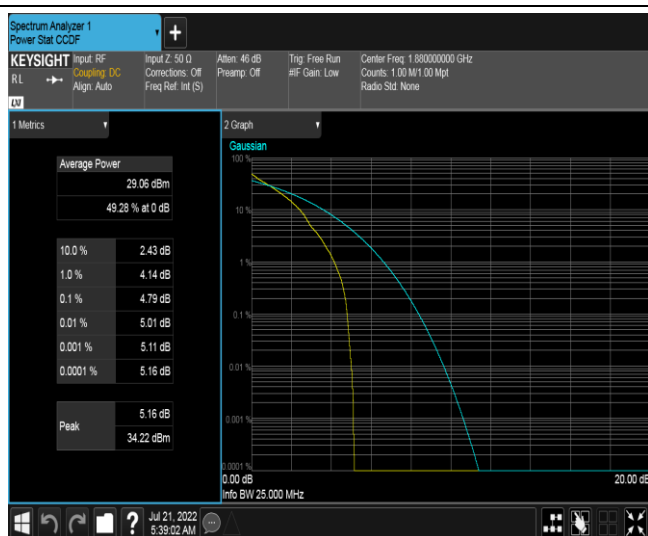 Spectrum Analyzer 1
Power Stat CCDF
+
KEYSIGHT Input: RF Input Z: 50 Ω Atten: 46 dB Trig: Free Run Center Freq: 1.880000000 GHz
RL Coupling: DC Corrections: Off Preamp: Off #IF Gain: Low Counts: 1.00 M/1.00 Mpt
Align: Auto Freq Ref: Int (S) Radio Std: None
LXI
1 Metrics
Average Power
29.06 dBm
49.28 % at 0 dB
10.0 % 2.43 dB
1.0 % 4.14 dB
0.1 % 4.79 dB
0.01 % 5.01 dB
0.001 % 5.11 dB
0.0001 % 5.16 dB
Peak 5.16 dB
34.22 dBm
2 Graph
Gaussian
100 %
10 %
1 %
0.1 %
0.01 %
0.001 %
0.0001 %
0.00 dB 20.00 dB
Info BW 25.000 MHz
? Jul 21, 2022
5:39:02 AM